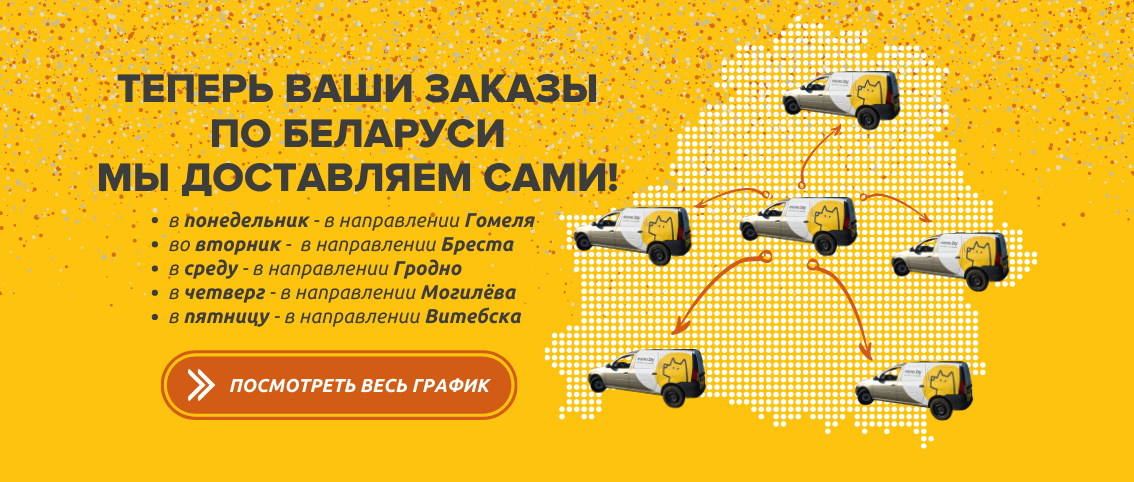 ТЕПЕРЬ ВАШИ ЗАКАЗЫ
ПО БЕЛАРУСИ
МЫ ДОСТАВЛЯЕМ САМИ!
• в понедельник - в направлении Гомеля
• во вторник - в направлении Бреста
• в среду - в направлении Гродно
• в четверг - в направлении Могилёва
• в пятницу - в направлении Витебска
ПОСМОТРЕТЬ ВЕСЬ ГРАФИК